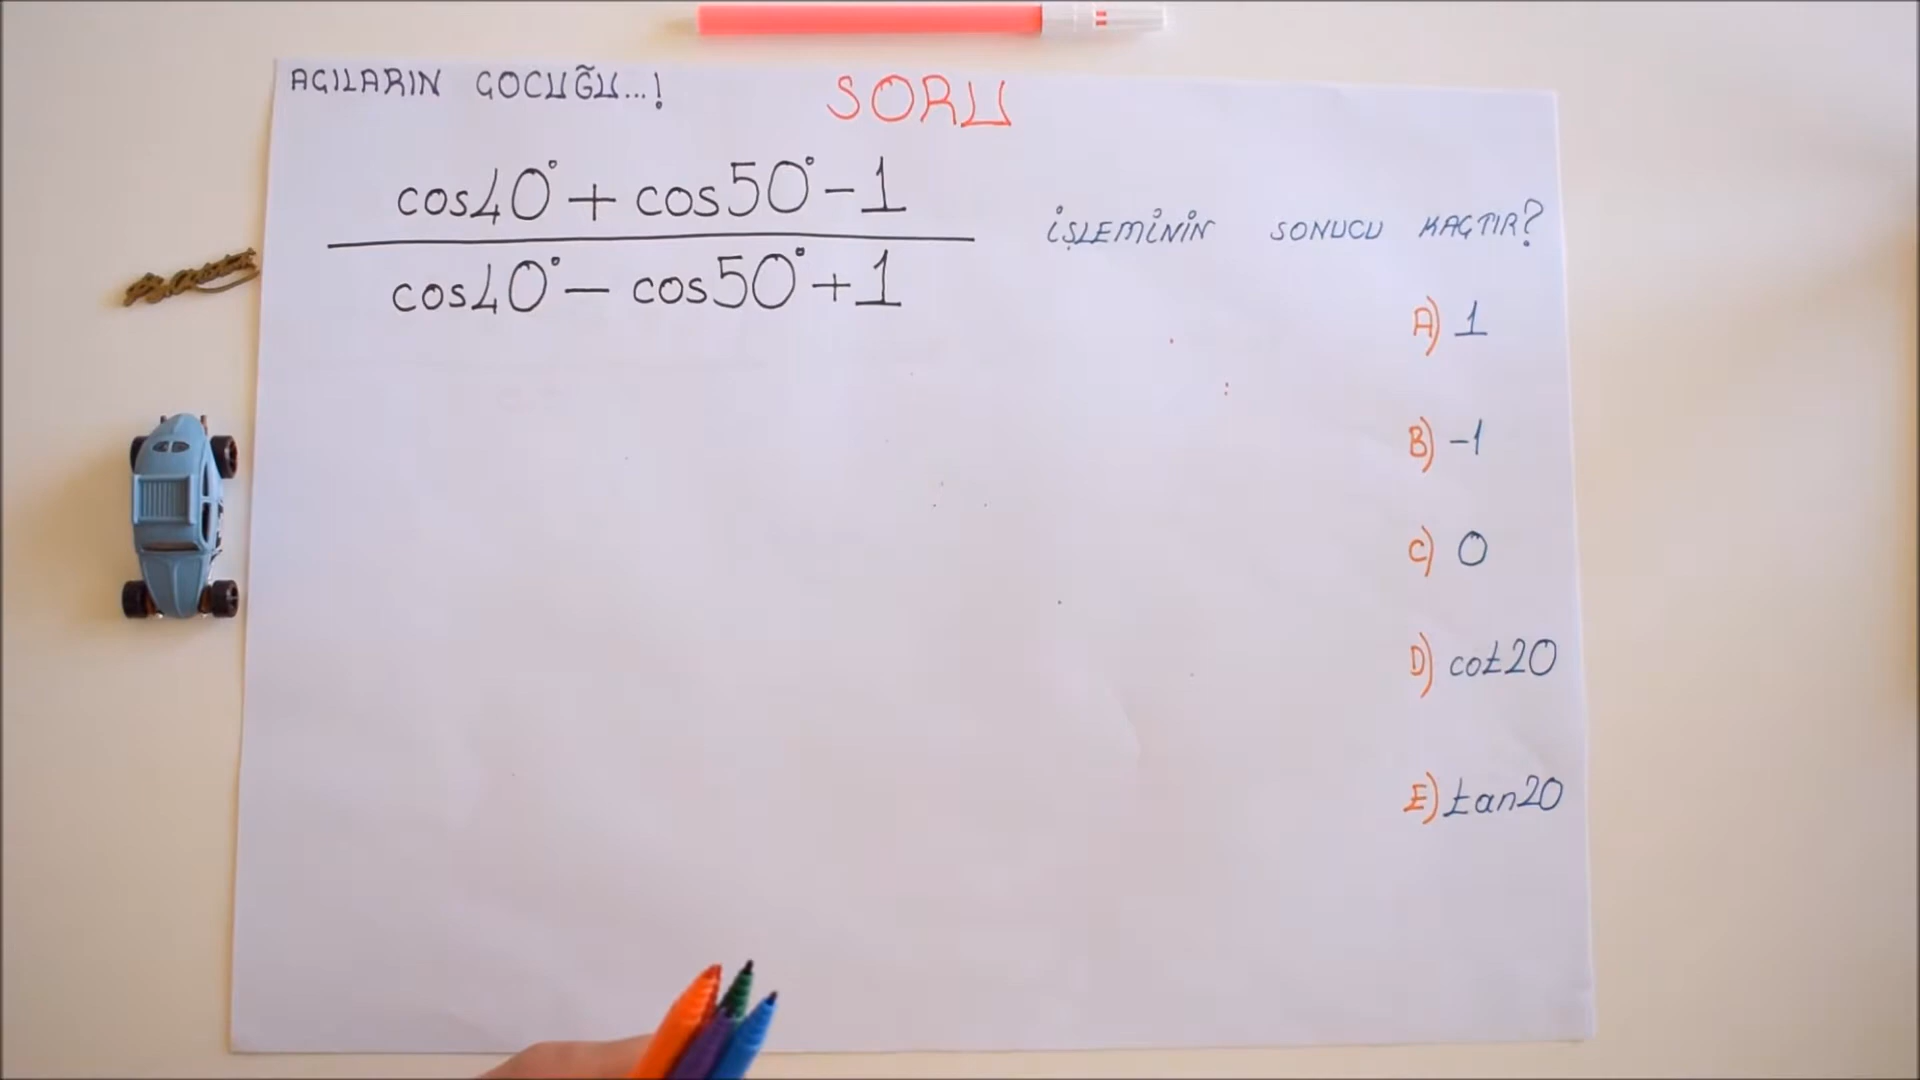 AÇILARIN ÇOCUĞU...!
SORU
cos40° + cos50° - 1
cos40° - cos50° + 1
İŞLEMİNİN SONUCU KAÇTIR?
A) 1
B) -1
C) 0
D) cot20
E) tan20